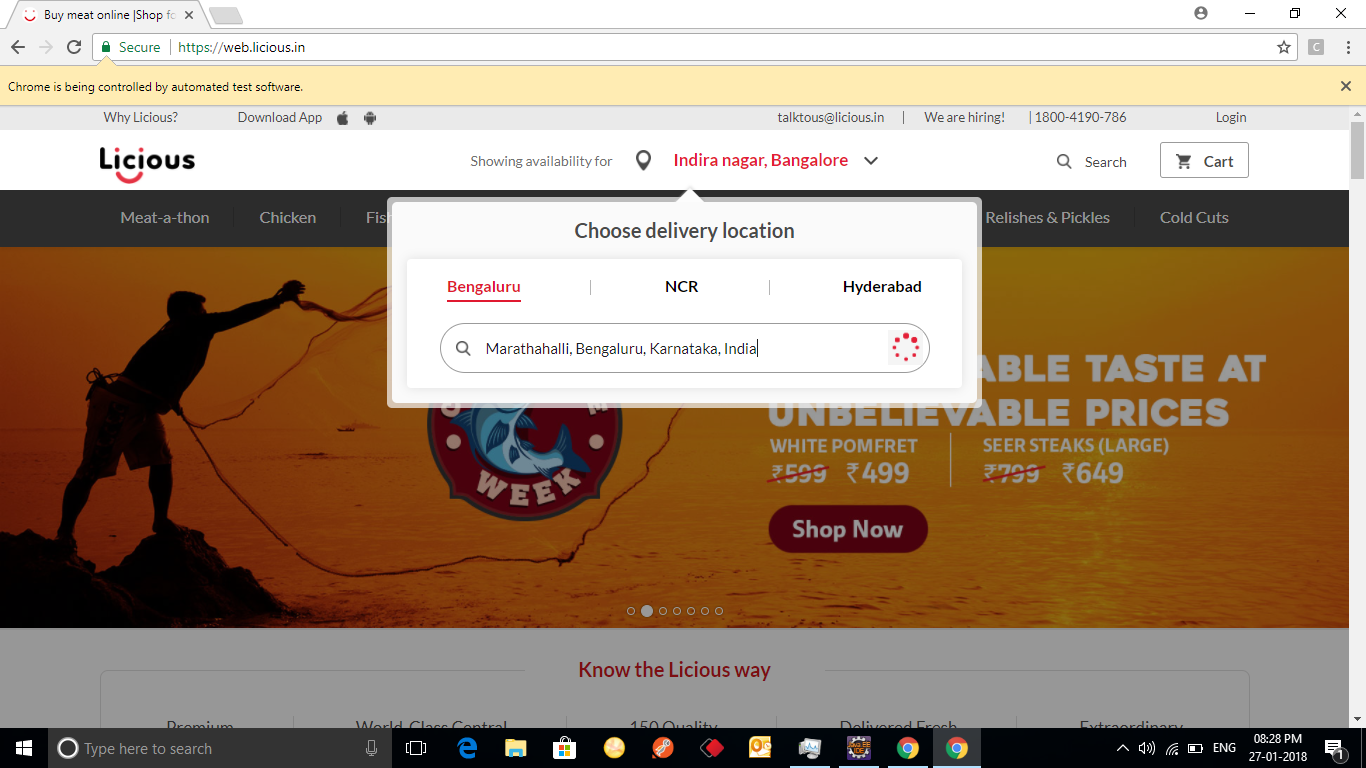 Buy meat online |Shop fo
Secure https://web.licious.in
Chrome is being controlled by automated test software.
Why Licious? Download App talktous@licious.in | We are hiring! | 1800-4190-786 Login
Licious Showing availability for Indira nagar, Bangalore Search Cart
Meat-a-thon Chicken Fis Relishes & Pickles Cold Cuts
Choose delivery location
Bengaluru | NCR | Hyderabad
Marathahalli, Bengaluru, Karnataka, India
ABLE TASTE AT
UNBELIEVABLE PRICES
WHITE POMFRET SEER STEAKS (LARGE)
₹599 ₹499 ₹799 ₹649
WEEK
Shop Now
Know the Licious way
Premium World-Class Central 150 Quality Delivered Fresh Extraordinary
Type here to search ENG 08:28 PM
27-01-2018 1